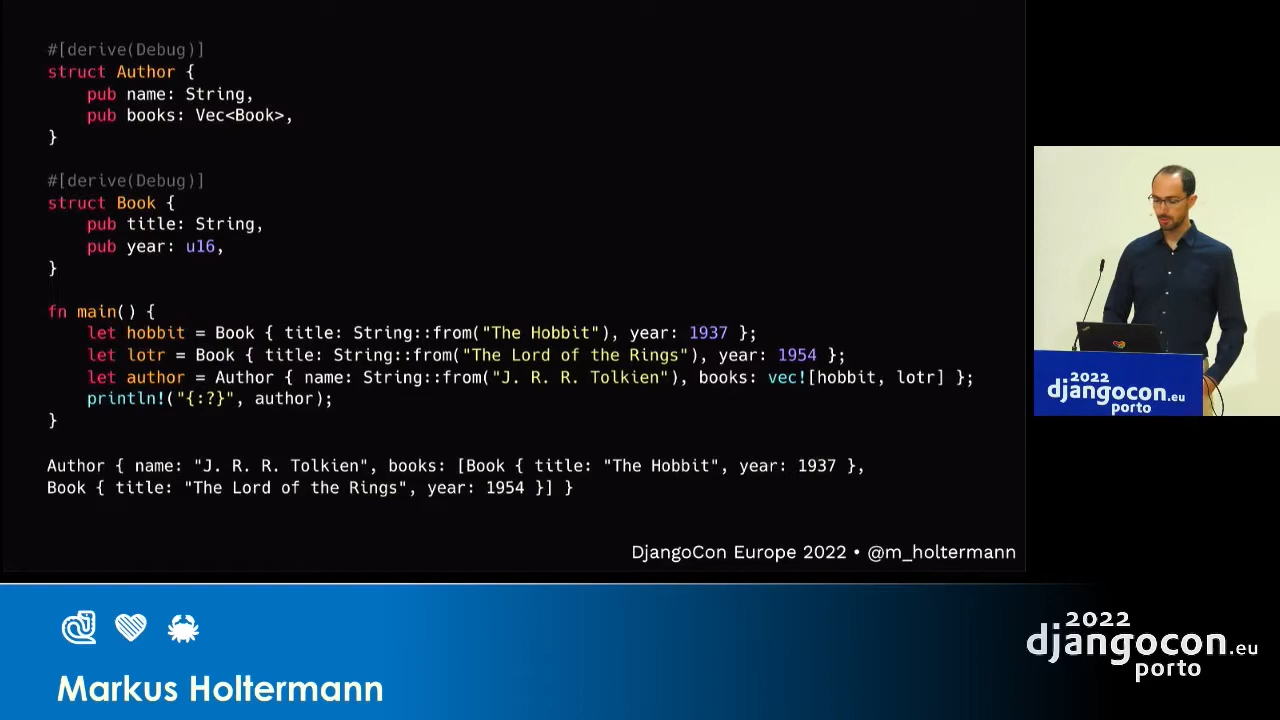 #[derive(Debug)]
struct Author {
    pub name: String,
    pub books: Vec<Book>,
}
#[derive(Debug)]
struct Book {
    pub title: String,
    pub year: u16,
}
fn main() {
    let hobbit = Book { title: String::from("The Hobbit"), year: 1937 };
    let lotr = Book { title: String::from("The Lord of the Rings"), year: 1954 };
    let author = Author { name: String::from("J. R. R. Tolkien"), books: vec![hobbit, lotr] };
    println!("{:?}", author);
}
Author { name: "J. R. R. Tolkien", books: [Book { title: "The Hobbit", year: 1937 },
Book { title: "The Lord of the Rings", year: 1954 }] }
DjangoCon Europe 2022 • @m_holtermann
2022
djangocon.eu
porto
Markus Holtermann
2022
djangocon.eu
porto